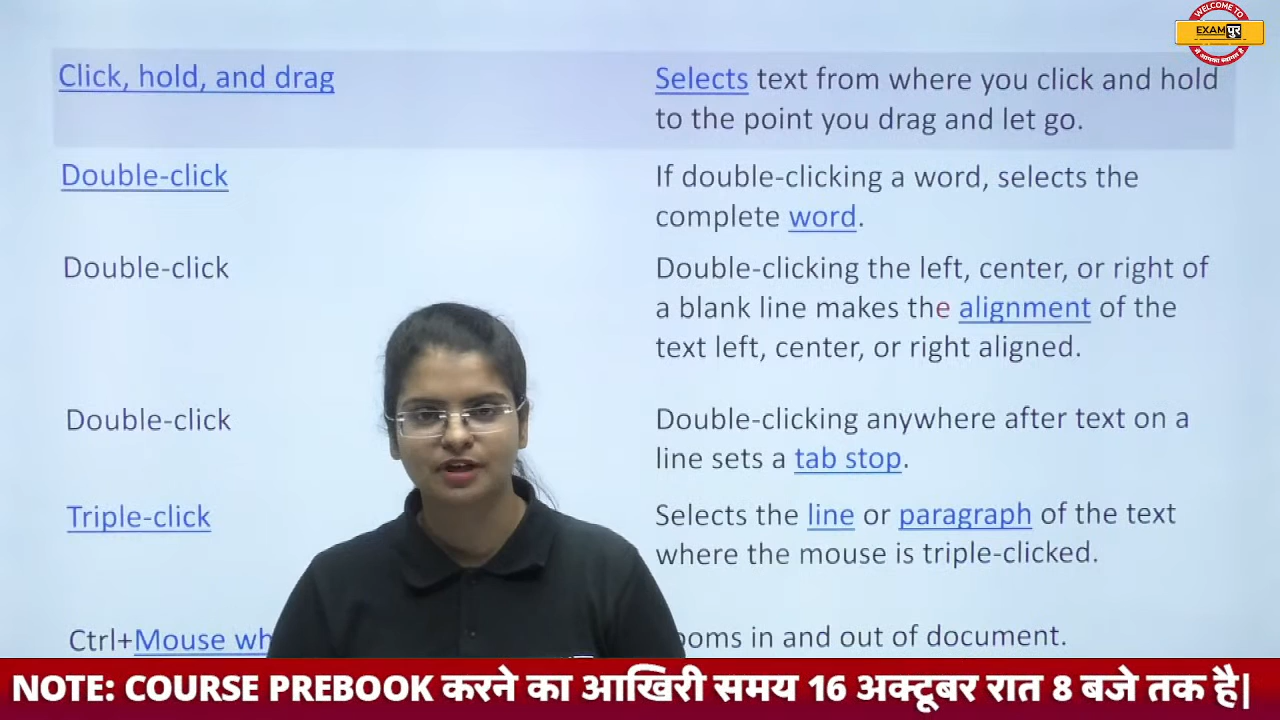 WELCOME TO
EXAMपुर
में आपका स्वागत है
Click, hold, and drag
Selects text from where you click and hold
to the point you drag and let go.
Double-click
If double-clicking a word, selects the
complete word.
Double-click
Double-clicking the left, center, or right of
a blank line makes the alignment of the
text left, center, or right aligned.
Double-click
Double-clicking anywhere after text on a
line sets a tab stop.
Triple-click
Selects the line or paragraph of the text
where the mouse is triple-clicked.
Ctrl+Mouse wh
ooms in and out of document.
NOTE: COURSE PREBOOK करने का आखिरी समय 16 अक्टूबर रात 8 बजे तक है|